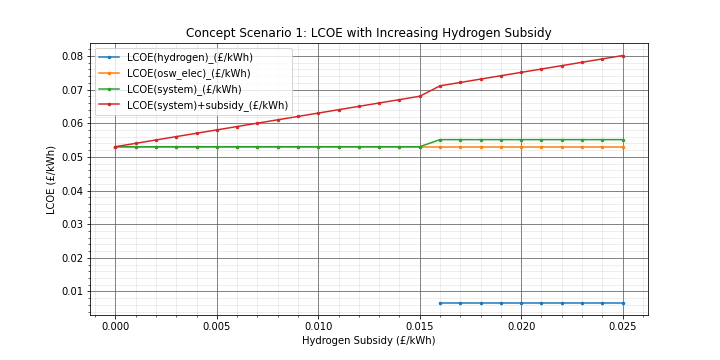 Concept Scenario 1: LCOE with Increasing Hydrogen Subsidy
LCOE(hydrogen)_(£/kWh)
LCOE(osw_elec)_(£/kWh)
LCOE(system)_(£/kWh)
LCOE(system)+subsidy_(£/kWh)
0.08
0.07
0.06
0.05
0.04
0.03
0.02
0.01
LCOE (£/kWh)
0.000 0.005 0.010 0.015 0.020 0.025
Hydrogen Subsidy (£/kWh)